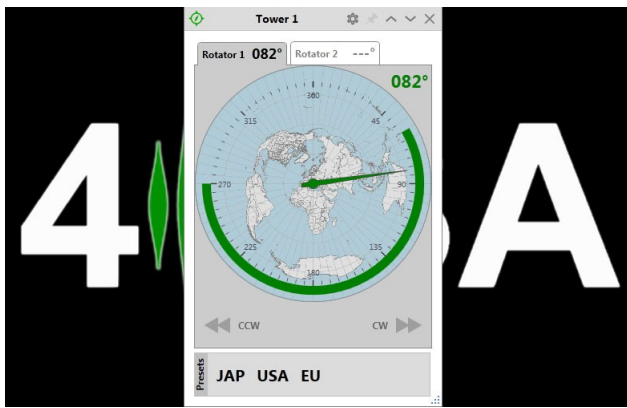 Tower 1
Rotator 1 082° Rotator 2 ---°
082°
360
315 45
270 90
225 135
180
CCW CW
Presets JAP USA EU
4 A